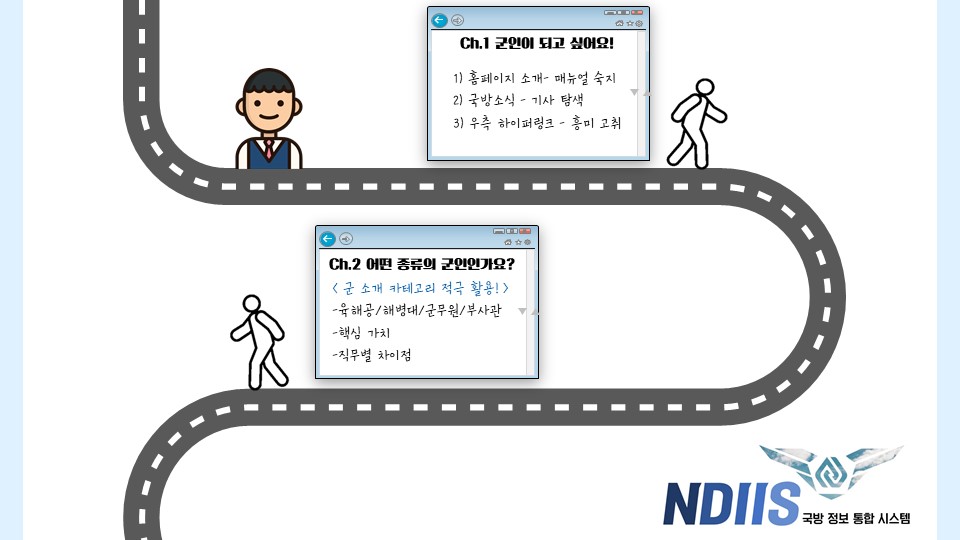 Ch.1 군인이 되고 싶어요!
1) 홈페이지 소개- 매뉴얼 숙지
2) 국방소식 - 기사 탐색
3) 우측 하이퍼링크 - 흥미 고취
Ch.2 어떤 종류의 군인인가요?
< 군 소개 카테고리 적극 활용! >
-육해공/해병대/군무원/부사관
-핵심 가치
-직무별 차이점
NDIIS 국방 정보 통합 시스템